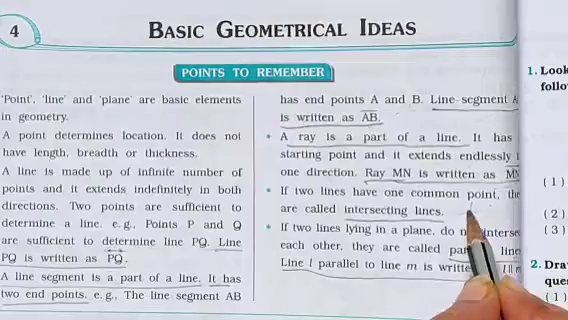 4
BASIC GEOMETRICAL IDEAS
POINTS TO REMEMBER
'Point', 'line' and 'plane' are basic elements
in geometry.
A point determines location. It does not
have length, breadth or thickness.
A line is made up of infinite number of
points and it extends indefinitely in both
directions. Two points are sufficient to
determine a line. e.g., Points P and Q
are sufficient to determine line PQ. Line
PQ is written as PQ.
A line segment is a part of a line. It has
two end points. e.g., The line segment AB
has end points A and B. Line segment A
is written as AB.
• A ray is a part of a line. It has
starting point and it extends endlessly
one direction. Ray MN is written as MN
• If two lines have one common point, the
are called intersecting lines.
• If two lines lying in a plane, do interse
each other, they are called line
Line l parallel to line m is writte l ll m
1. Look
follo
(1)
(2)
(3)
2. Dra
que
(1)